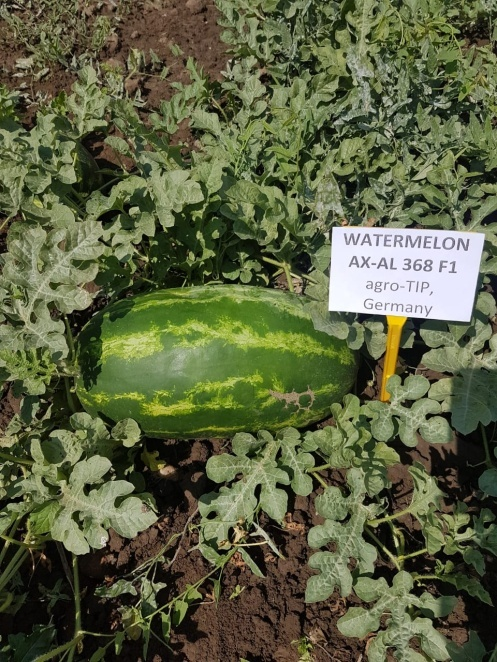 WATERMELON
AX-AL 368 F1
agro-TIP,
Germany